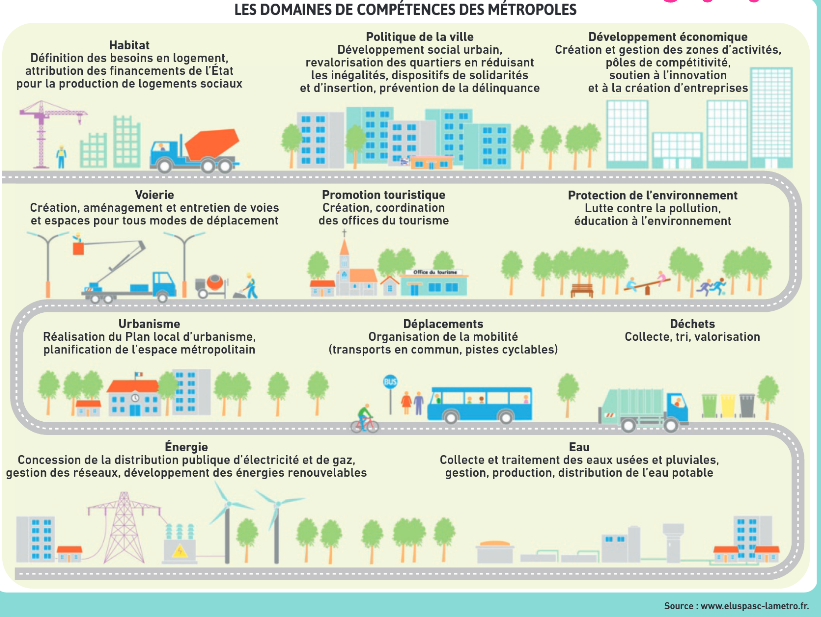 LES DOMAINES DE COMPÉTENCES DES MÉTROPOLES
Habitat
Définition des besoins en logement,
attribution des financements de l'État
pour la production de logements sociaux
Politique de la ville
Développement social urbain,
revalorisation des quartiers en réduisant
les inégalités, dispositifs de solidarités
et d'insertion, prévention de la délinquance
Développement économique
Création et gestion des zones d'activités,
pôles de compétitivité,
soutien à l'innovation
et à la création d'entreprises
Voierie
Création, aménagement et entretien de voies
et espaces pour tous modes de déplacement
Promotion touristique
Création, coordination
des offices du tourisme
Office du tourisme
Protection de l'environnement
Lutte contre la pollution,
éducation à l'environnement
Urbanisme
Réalisation du Plan local d'urbanisme,
planification de l'espace métropolitain
Déplacements
Organisation de la mobilité
(transports en commun, pistes cyclables)
BUS
Déchets
Collecte, tri, valorisation
Énergie
Concession de la distribution publique d'électricité et de gaz,
gestion des réseaux, développement des énergies renouvelables
Eau
Collecte et traitement des eaux usées et pluviales,
gestion, production, distribution de l'eau potable
Source : www.eluspasc-lametro.fr.